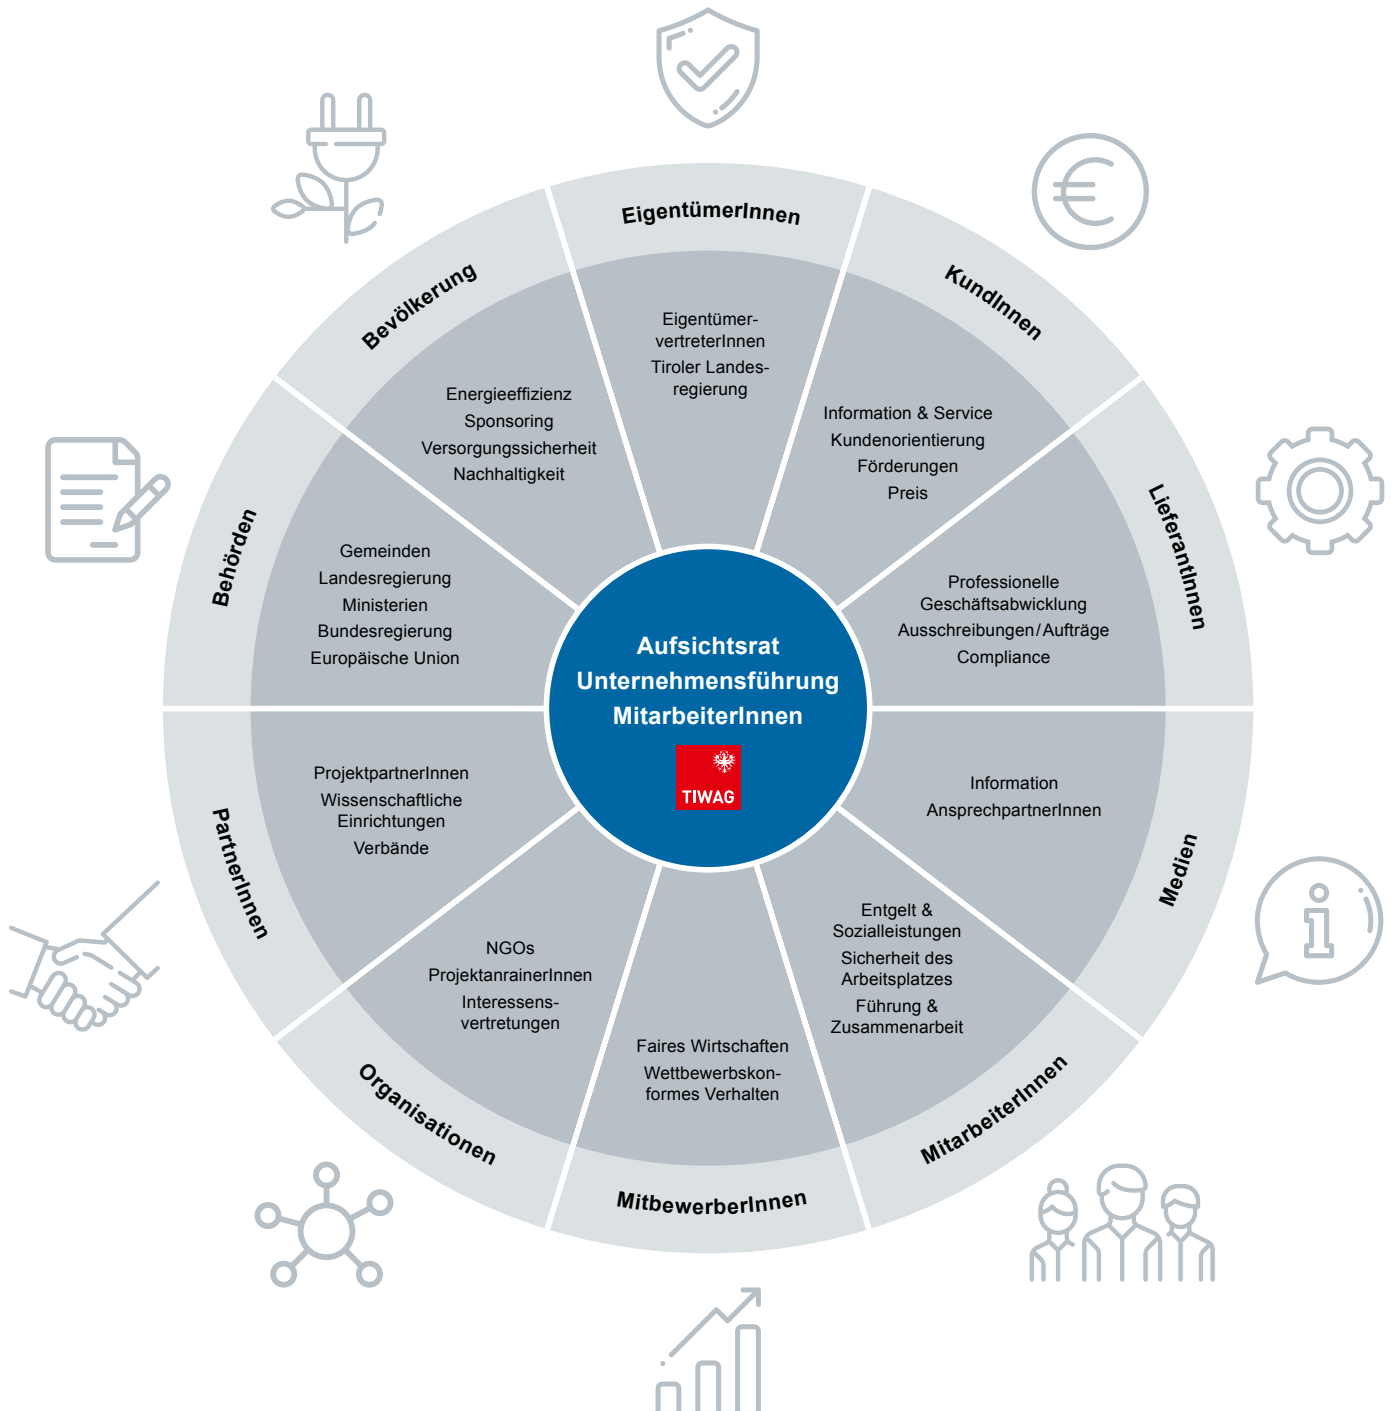 EigentümerInnen
Eigentümer-
vertreterInnen
Tiroler Landes-
regierung
KundInnen
Information & Service
Kundenorientierung
Förderungen
Preis
LieferantInnen
Professionelle
Geschäftsabwicklung
Ausschreibungen/Aufträge
Compliance
Medien
Information
AnsprechpartnerInnen
MitarbeiterInnen
Entgelt &
Sozialleistungen
Sicherheit des
Arbeitsplatzes
Führung &
Zusammenarbeit
MitbewerberInnen
Faires Wirtschaften
Wettbewerbskon-
formes Verhalten
Organisationen
NGOs
ProjektanrainerInnen
Interessens-
vertretungen
PartnerInnen
ProjektpartnerInnen
Wissenschaftliche
Einrichtungen
Verbände
Behörden
Gemeinden
Landesregierung
Ministerien
Bundesregierung
Europäische Union
Bevölkerung
Energieeffizienz
Sponsoring
Versorgungssicherheit
Nachhaltigkeit
Aufsichtsrat
Unternehmensführung
MitarbeiterInnen
TIWAG